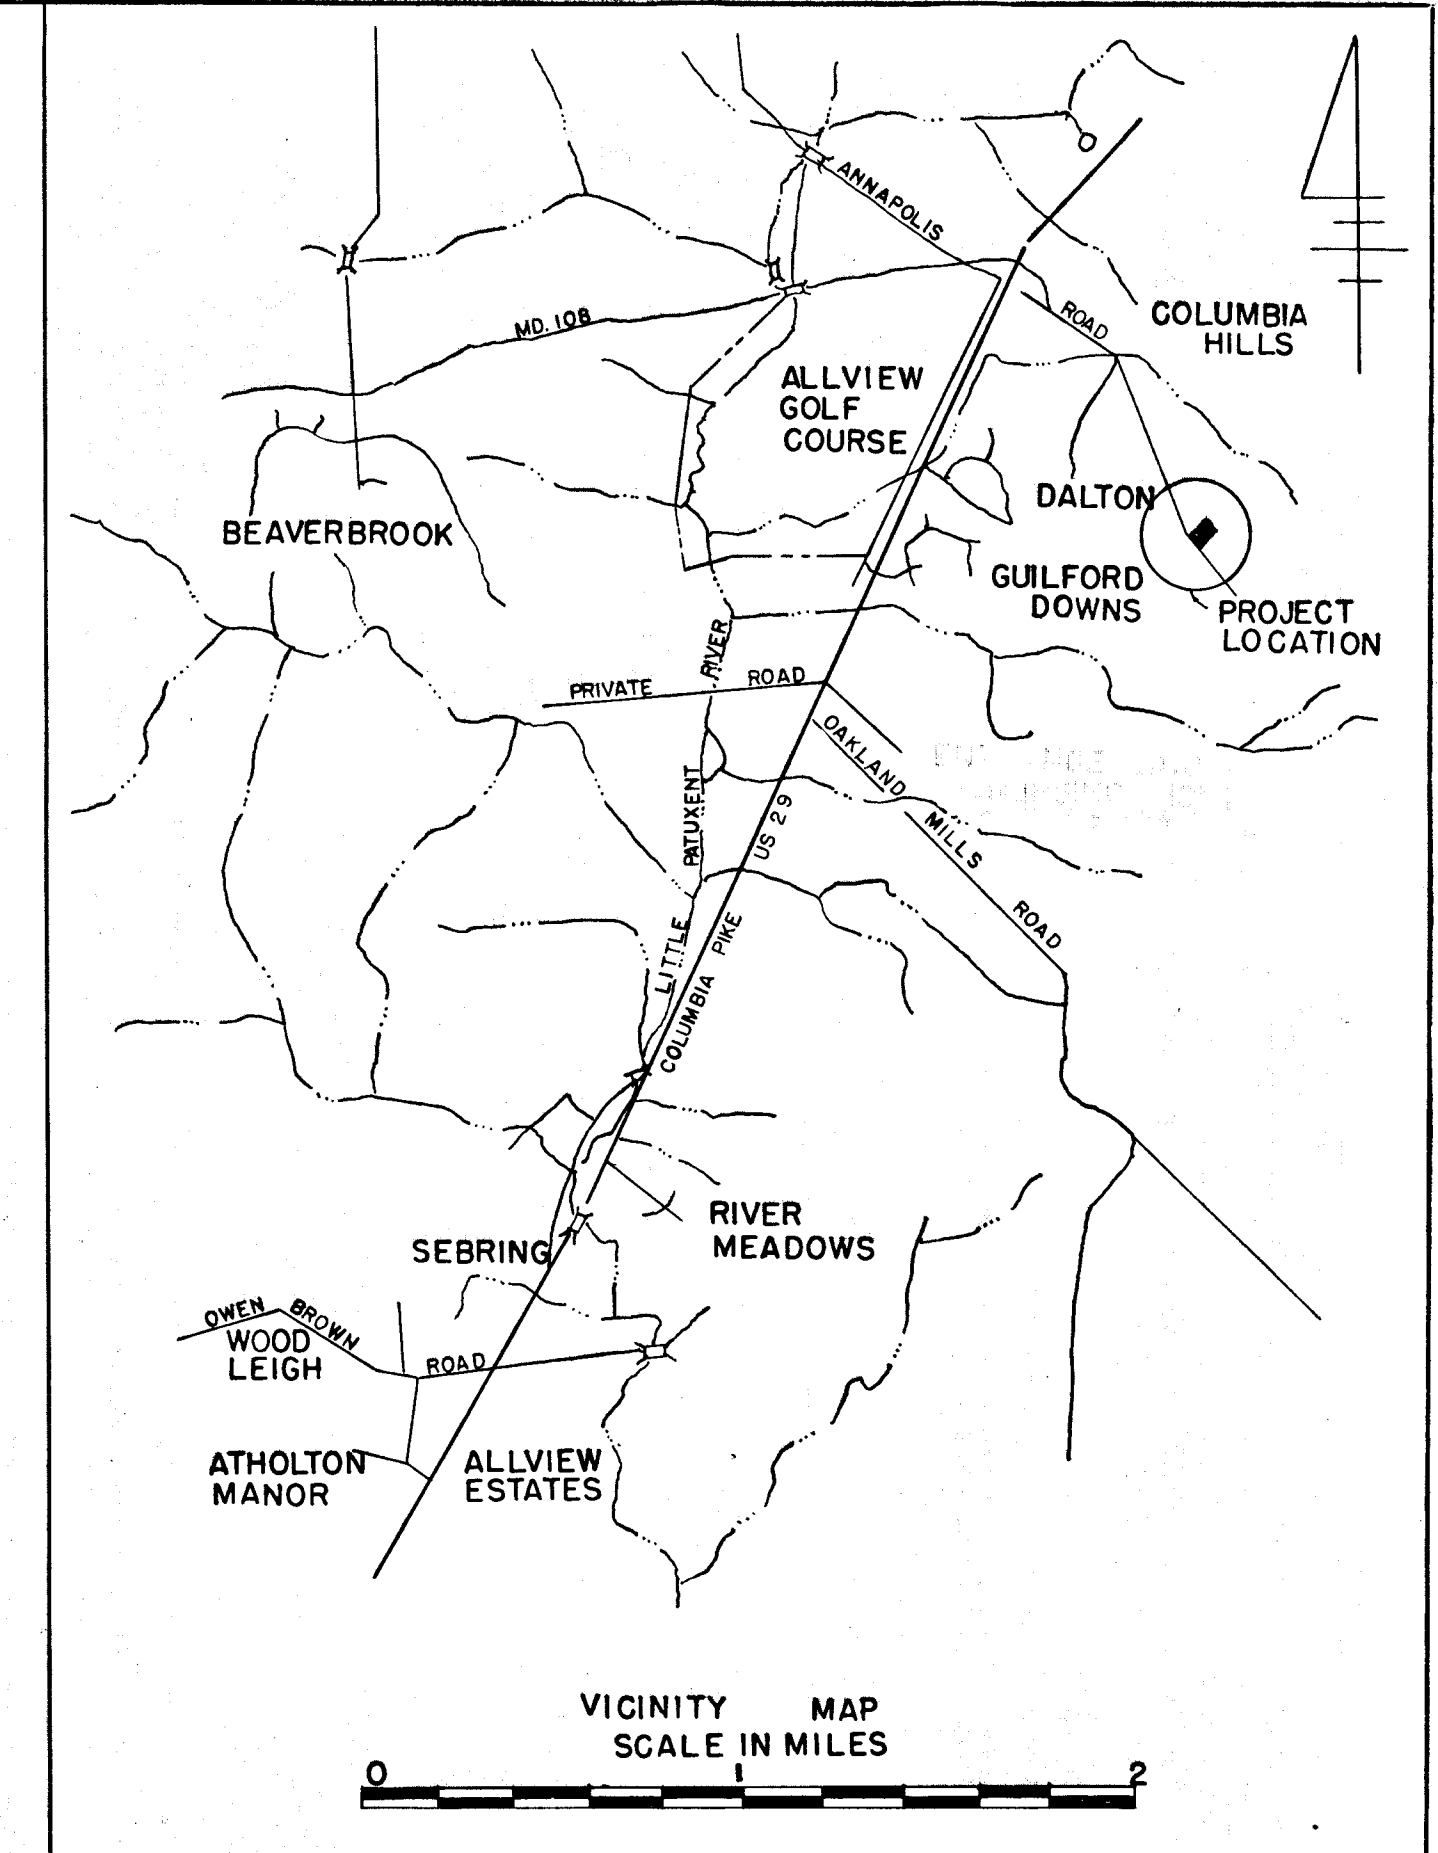 ANNAPOLIS
ROAD
COLUMBIA
HILLS
MD. 108
ALLVIEW
GOLF
COURSE
DALTON
BEAVERBROOK
GUILFORD
DOWNS
PROJECT
LOCATION
LITTLE PATUXENT RIVER
PRIVATE ROAD
OAKLAND MILLS ROAD
COLUMBIA PIKE US 29
RIVER
MEADOWS
SEBRING
OWEN BROWN ROAD
WOOD
LEIGH
ATHOLTON
MANOR
ALLVIEW
ESTATES
VICINITY MAP
SCALE IN MILES
0 1 2